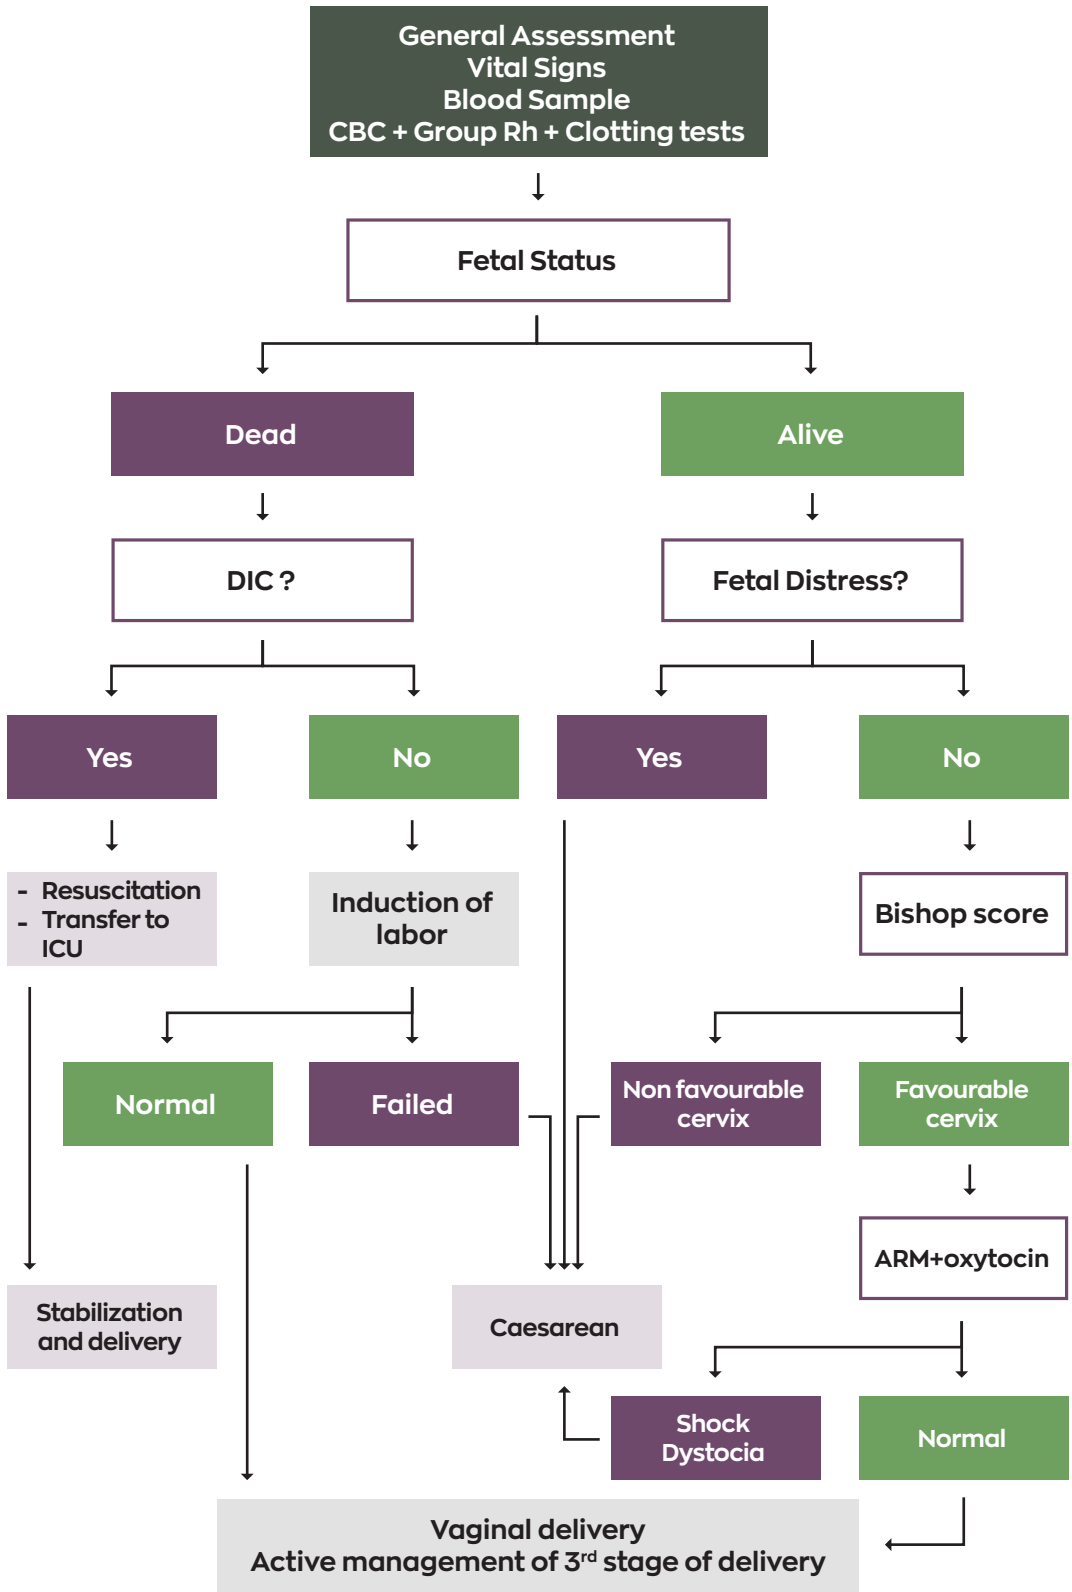 General Assessment
Vital Signs
Blood Sample
CBC + Group Rh + Clotting tests
Fetal Status
Dead
Alive
DIC ?
Fetal Distress?
Yes
No
Yes
No
- Resuscitation
- Transfer to
ICU
Induction of
labor
Bishop score
Normal
Failed
Non favourable
cervix
Favourable
cervix
ARM+oxytocin
Stabilization
and delivery
Caesarean
Shock
Dystocia
Normal
Vaginal delivery
Active management of 3rd stage of delivery